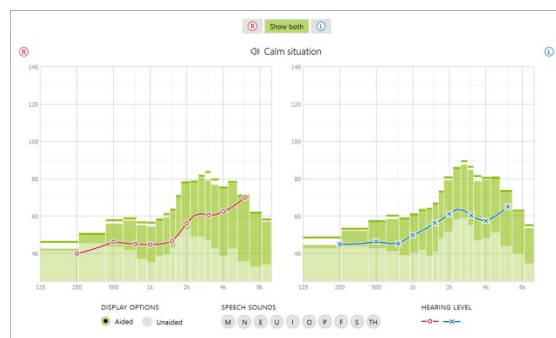 R Show both L
R Calm situation L
140 140
120 120
100 100
80 80
60 60
40 40
125 250 500 1k 2k 4k 8k 125 250 500 1k 2k 4k 8k
DISPLAY OPTIONS SPEECH SOUNDS HEARING LEVEL
Aided Unaided M N E U I O P F S TH